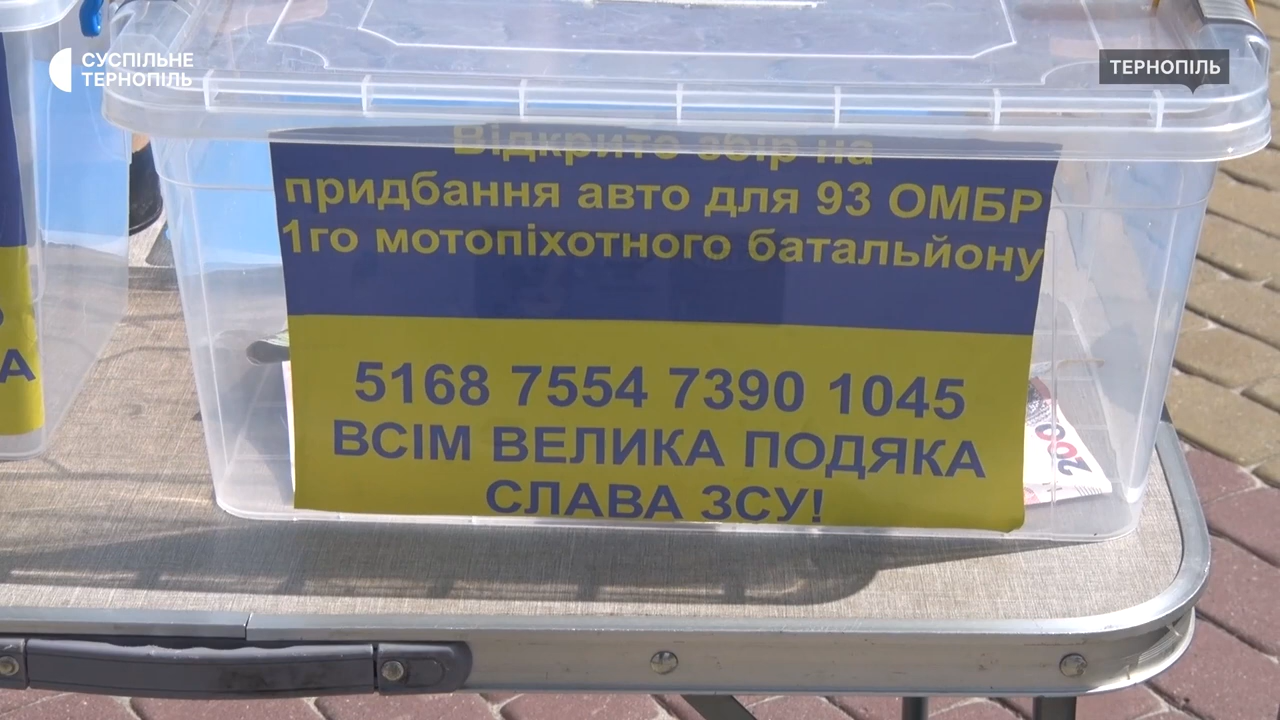 СУСПІЛЬНЕ
ТЕРНОПІЛЬ
ТЕРНОПІЛЬ
Відкрито збір на
придбання авто для 93 ОМБР
1го мотопіхотного батальйону
5168 7554 7390 1045
ВСІМ ВЕЛИКА ПОДЯКА
СЛАВА ЗСУ!
200
А